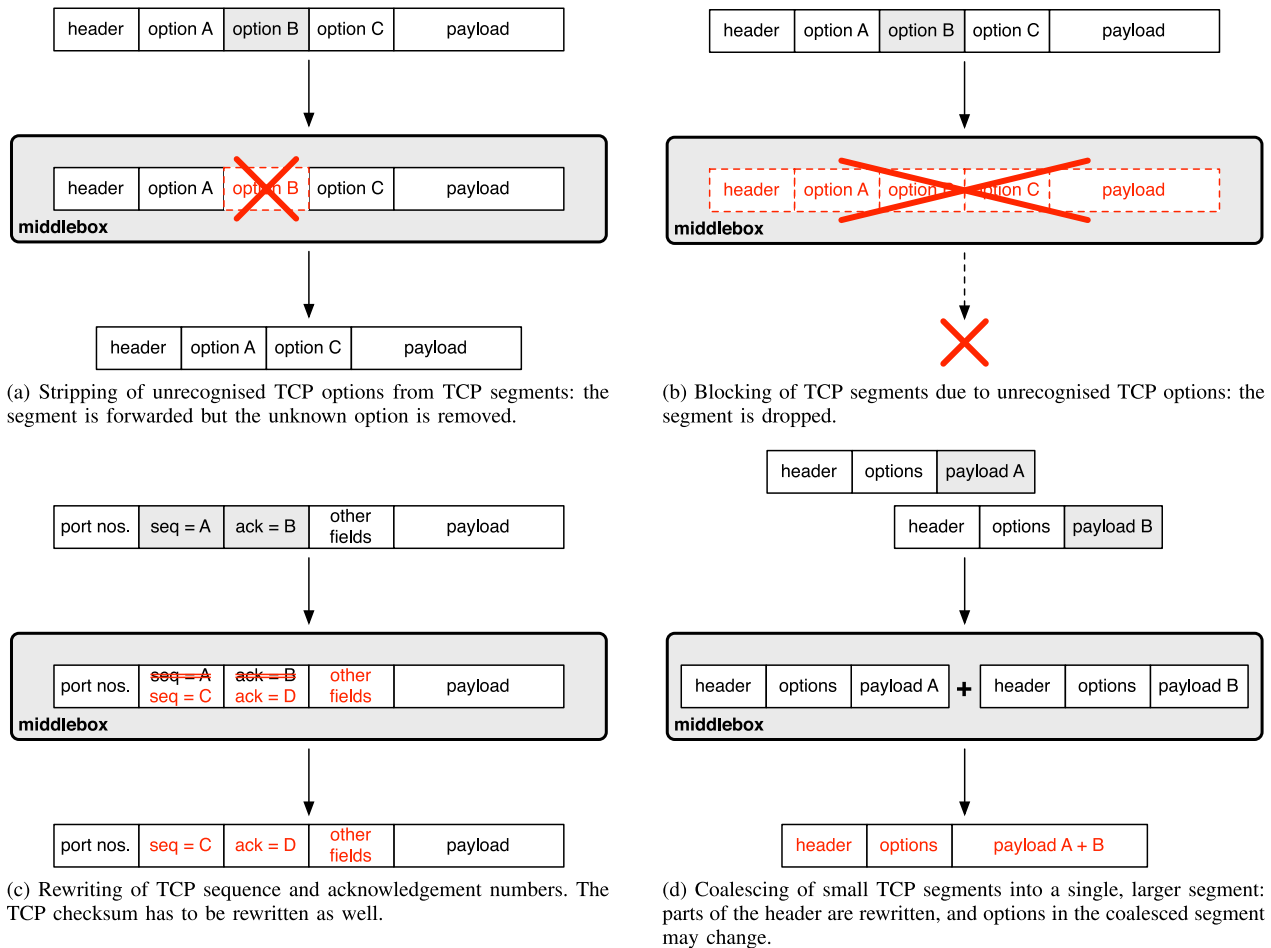 header option A option B option C payload
header option A option B option C payload
middlebox
header option A option C payload
(a) Stripping of unrecognised TCP options from TCP segments: the
segment is forwarded but the unknown option is removed.
header option A option B option C payload
header option A option B option C payload
middlebox
(b) Blocking of TCP segments due to unrecognised TCP options: the
segment is dropped.
port nos. seq = A ack = B other fields payload
port nos. seq = A ack = B other fields payload
seq = C ack = D
middlebox
port nos. seq = C ack = D other fields payload
(c) Rewriting of TCP sequence and acknowledgement numbers. The
TCP checksum has to be rewritten as well.
header options payload A
header options payload B
header options payload A + header options payload B
middlebox
header options payload A + B
(d) Coalescing of small TCP segments into a single, larger segment:
parts of the header are rewritten, and options in the coalesced segment
may change.